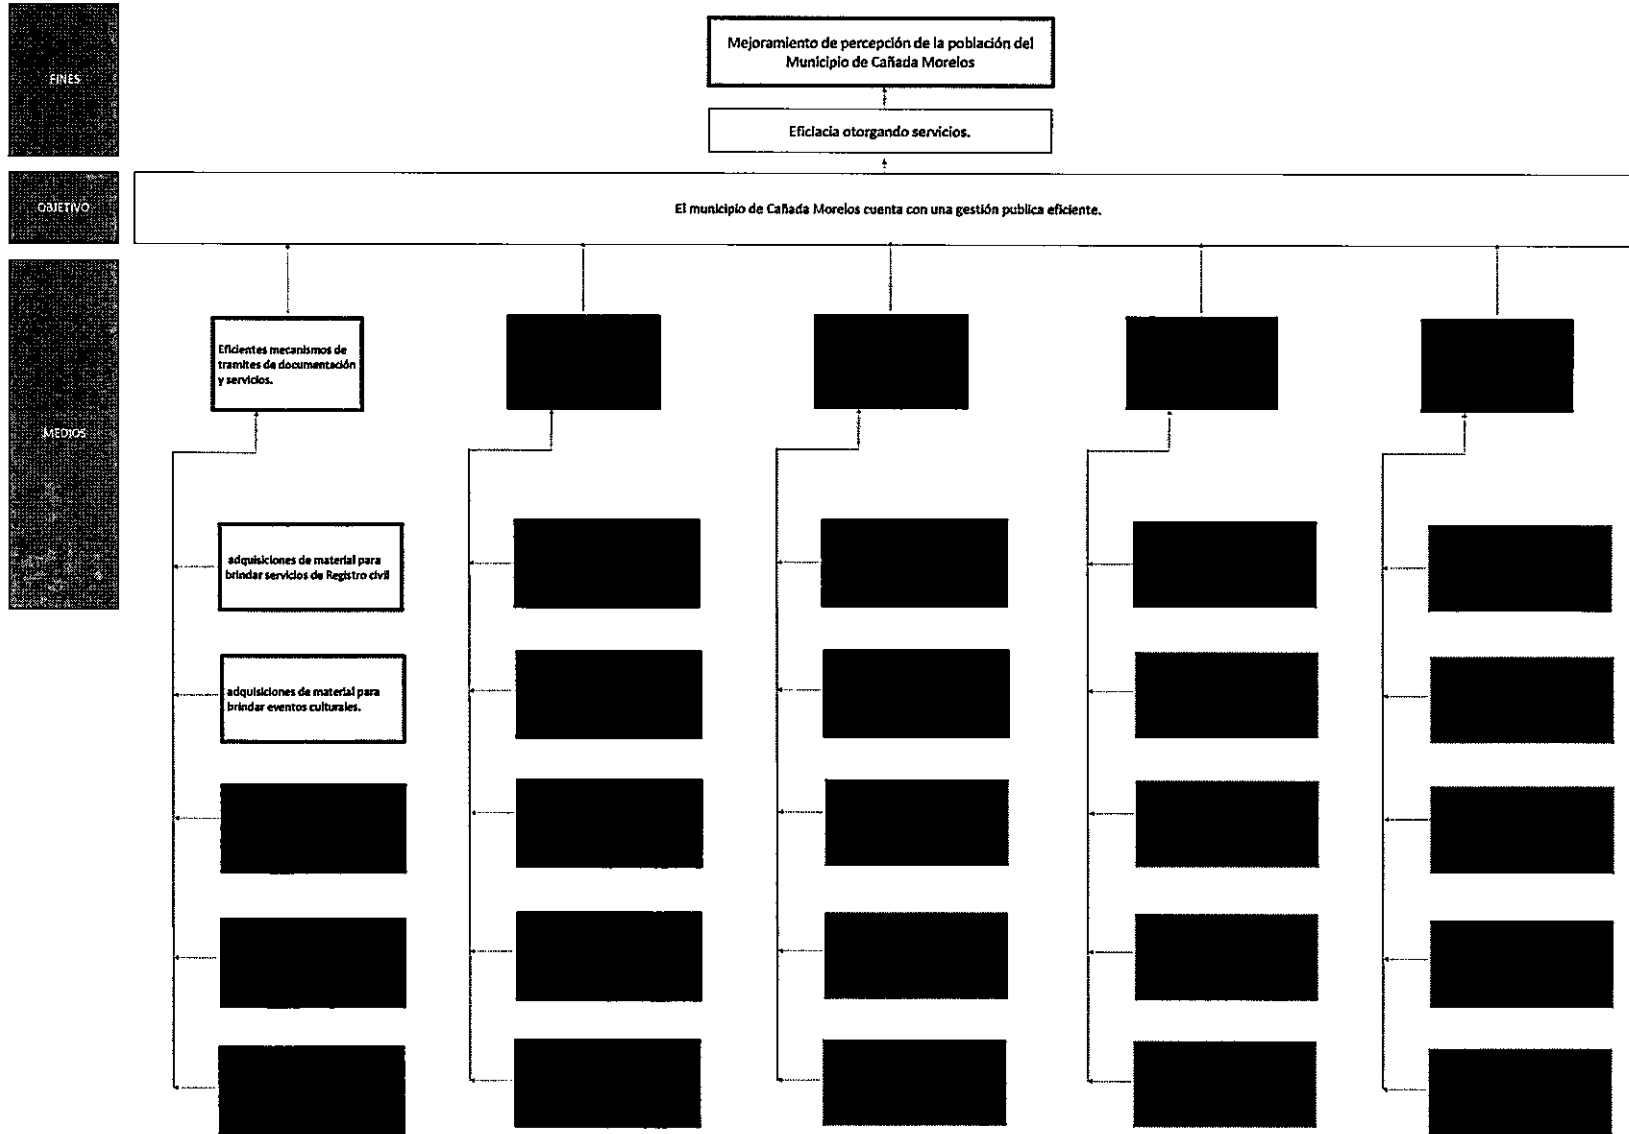 FINES
Mejoramiento de percepción de la población del
Municipio de Cañada Morelos
Eficiacia otorgando servicios.
OBJETIVO
El municipio de Cañada Morelos cuenta con una gestión publica eficiente.
MEDIOS
Eficientes mecanismos de
tramites de documentación
y servicios.
adquisiciones de material para
brindar servicios de Registro civil
adquisiciones de material para
brindar eventos culturales.